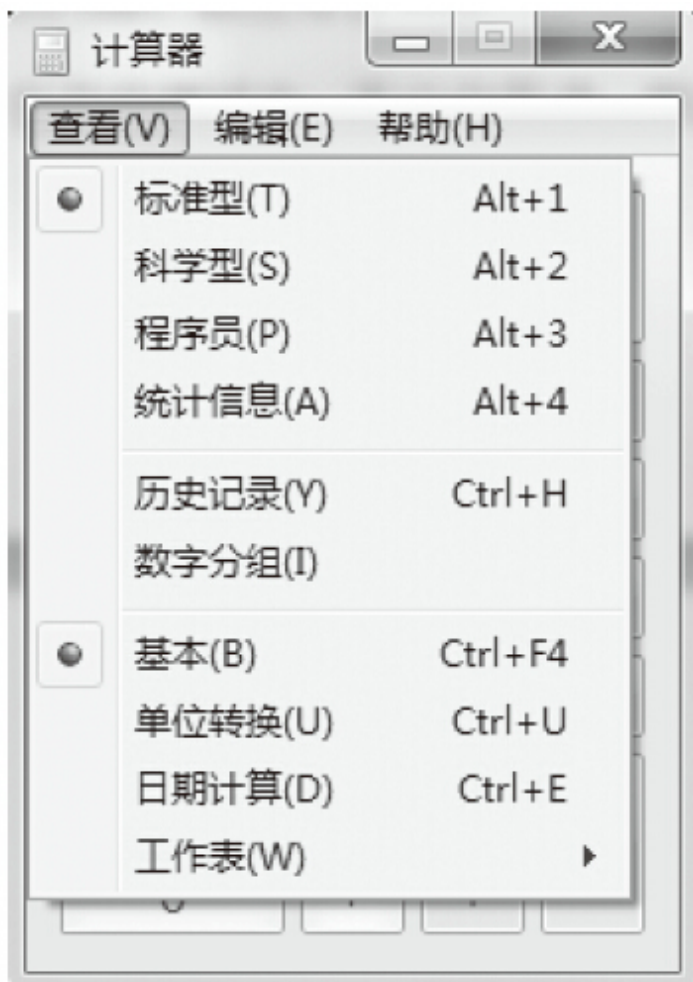 计算器
查看(V) 编辑(E) 帮助(H)
标准型(T) Alt+1
科学型(S) Alt+2
程序员(P) Alt+3
统计信息(A) Alt+4
历史记录(Y) Ctrl+H
数字分组(I)
基本(B) Ctrl+F4
单位转换(U) Ctrl+U
日期计算(D) Ctrl+E
工作表(W)